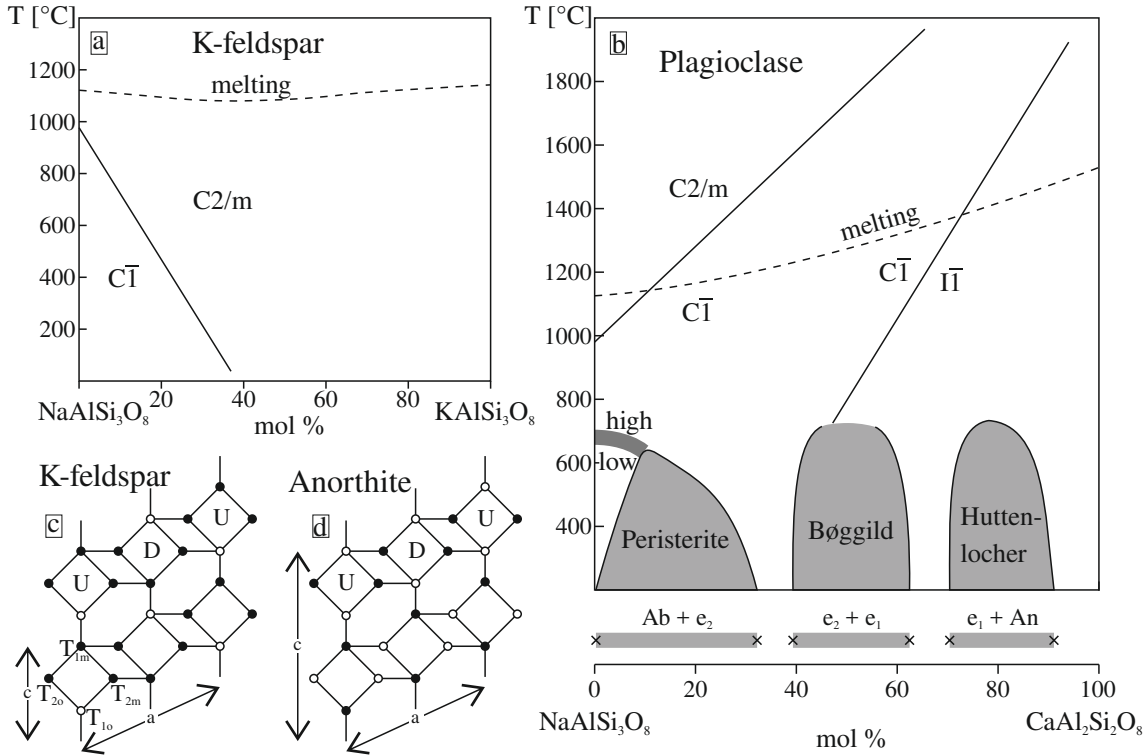 T [°C]
a
K-feldspar
melting
1200
1000
800
600
400
200
C2/m
C1̅
0
20
40
60
80
100
NaAlSi₃O₈
mol %
KAlSi₃O₈
T [°C]
b
Plagioclase
1800
1600
1400
1200
1000
800
600
400
C2/m
melting
C1̅
I1̅
C1̅
high
low
Peristerite
Bøggild
Hutten-
locher
Ab + e₂
e₂ + e₁
e₁ + An
0
20
40
60
80
100
NaAlSi₃O₈
mol %
CaAl₂Si₂O₈
K-feldspar
c
U
D
U
T₁ₘ
c
T₂ₒ
T₂ₘ
T₁ₒ
a
Anorthite
d
U
D
U
c
a